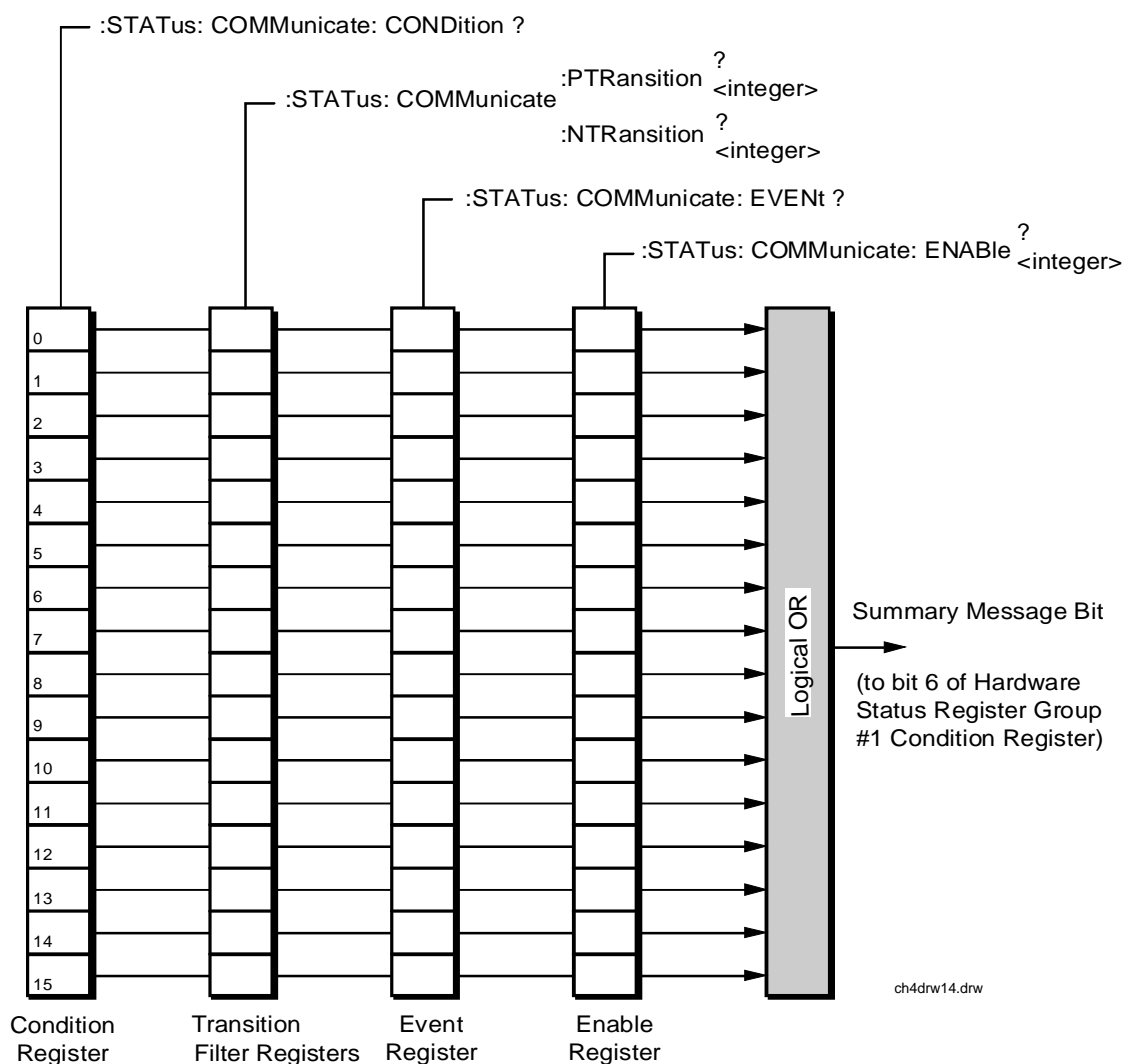 :STATus: COMMunicate: CONDition ?
:STATus: COMMunicate
:PTRansition
?
<integer>
:NTRansition
?
<integer>
:STATus: COMMunicate: EVENt ?
:STATus: COMMunicate: ENABle
?
<integer>
0
1
2
3
4
5
6
7
8
9
10
11
12
13
14
15
Logical OR
Summary Message Bit
(to bit 6 of Hardware
Status Register Group
#1 Condition Register)
ch4drw14.drw
Condition
Register
Transition
Filter Registers
Event
Register
Enable
Register